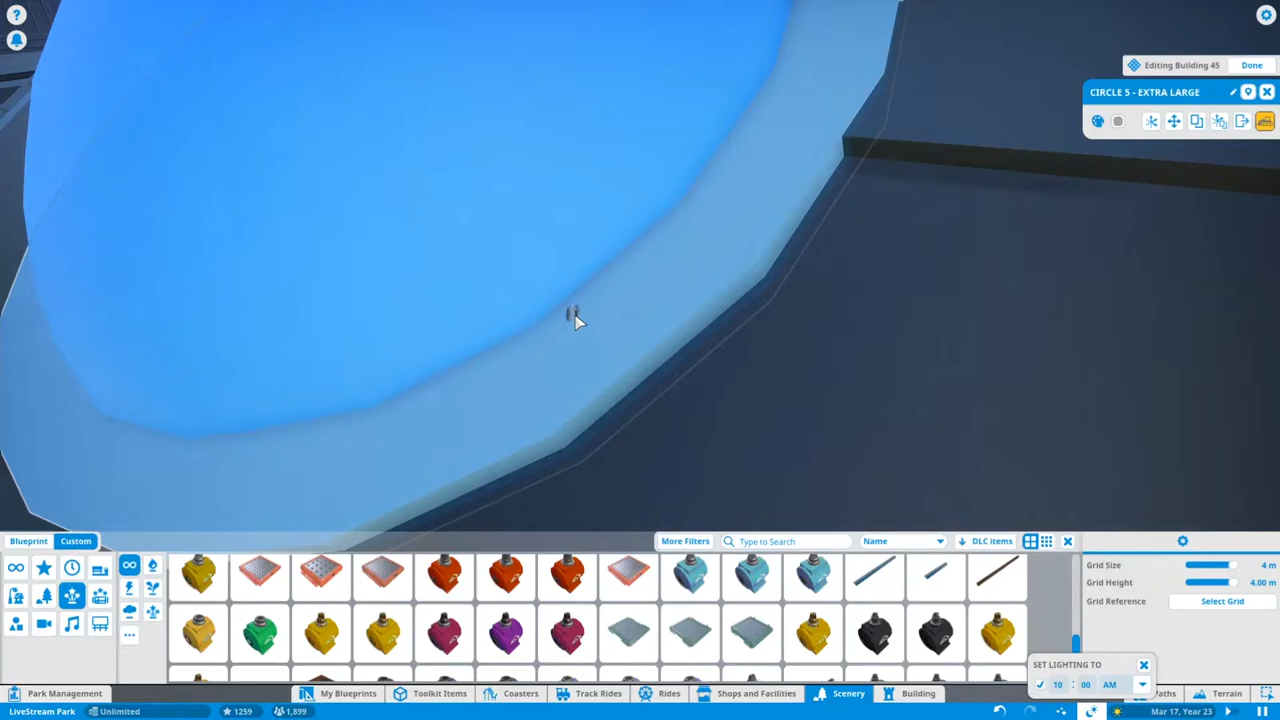 ?
Editing Building 45 Done
CIRCLE 5 - EXTRA LARGE
Blueprint Custom
More Filters Type to Search Name DLC items
Grid Size 4 m
Grid Height 4.00 m
Grid Reference Select Grid
SET LIGHTING TO
10 : 00 AM
Park Management My Blueprints Toolkit Items Coasters Track Rides Rides Shops and Facilities Scenery Building Paths Terrain
LiveStream Park Unlimited 1259 1,899 Mar 17, Year 23